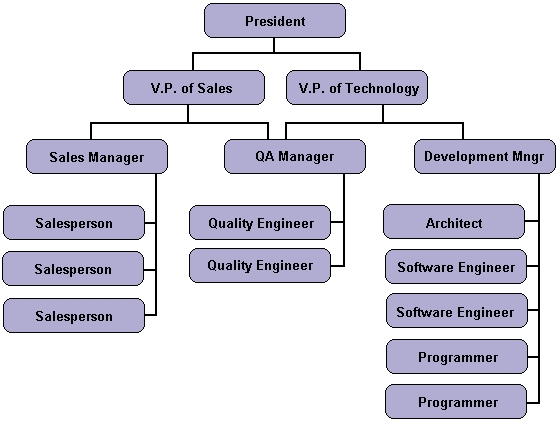 President
V.P. of Sales
V.P. of Technology
Sales Manager
QA Manager
Development Mngr
Salesperson
Salesperson
Salesperson
Quality Engineer
Quality Engineer
Architect
Software Engineer
Software Engineer
Programmer
Programmer